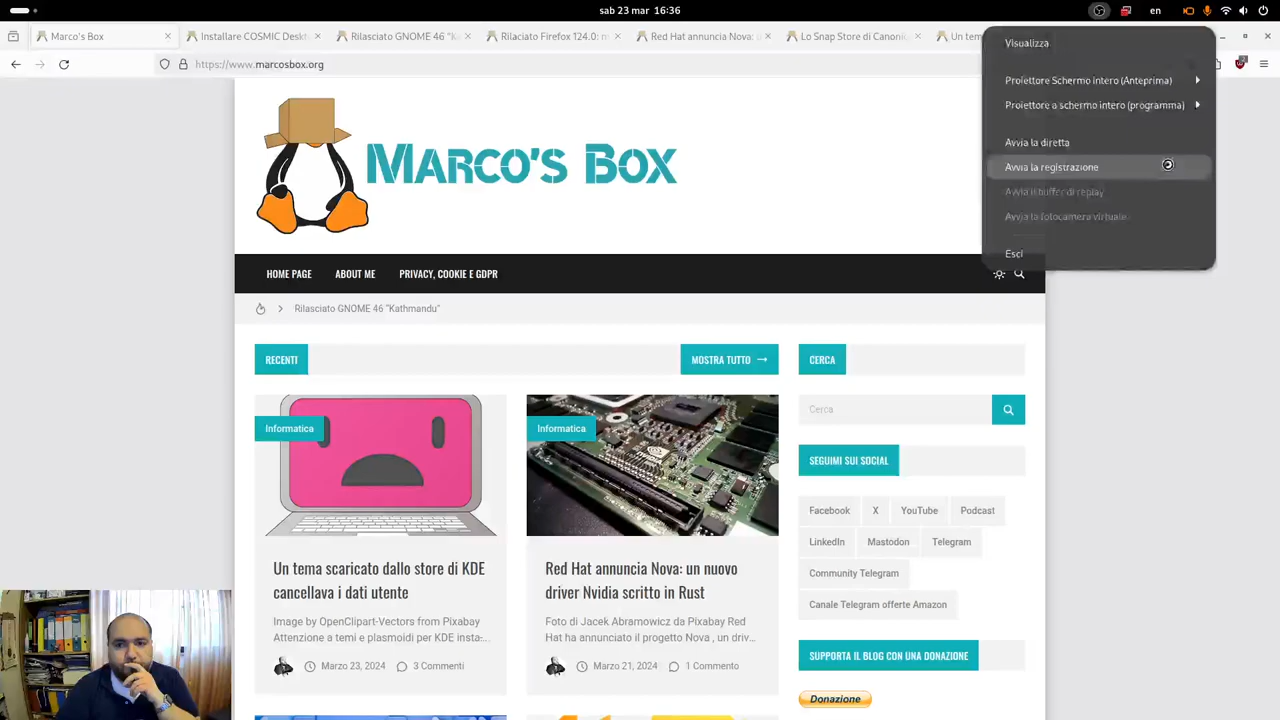 sab 23 mar 16:36
en
Marco's Box
Installare COSMIC Deskt
Rilasciato GNOME 46 "Ka
Rilaciato Firefox 124.0: n
Red Hat annuncia Nova: u
Lo Snap Store di Canonic
Un tem
https://www.marcosbox.org
Visualizza
Proiettore Schermo intero (Anteprima)
Proiettore a schermo intero (programma)
Avvia la diretta
Avvia la registrazione
Avvia il buffer di replay
Avvia la fotocamera virtuale
Esci
MARCO'S BOX
HOME PAGE
ABOUT ME
PRIVACY, COOKIE E GDPR
Rilasciato GNOME 46 "Kathmandu"
RECENTI
MOSTRA TUTTO →
CERCA
Cerca
Informatica
Informatica
SEGUIMI SUI SOCIAL
Facebook
X
YouTube
Podcast
LinkedIn
Mastodon
Telegram
Community Telegram
Canale Telegram offerte Amazon
Un tema scaricato dallo store di KDE
cancellava i dati utente
Image by OpenClipart-Vectors from Pixabay
Attenzione a temi e plasmoidi per KDE insta-...
Marzo 23, 2024
3 Commenti
Red Hat annuncia Nova: un nuovo
driver Nvidia scritto in Rust
Foto di Jacek Abramowicz da Pixabay Red
Hat ha annunciato il progetto Nova , un driv...
Marzo 21, 2024
1 Commento
SUPPORTA IL BLOG CON UNA DONAZIONE
Donazione